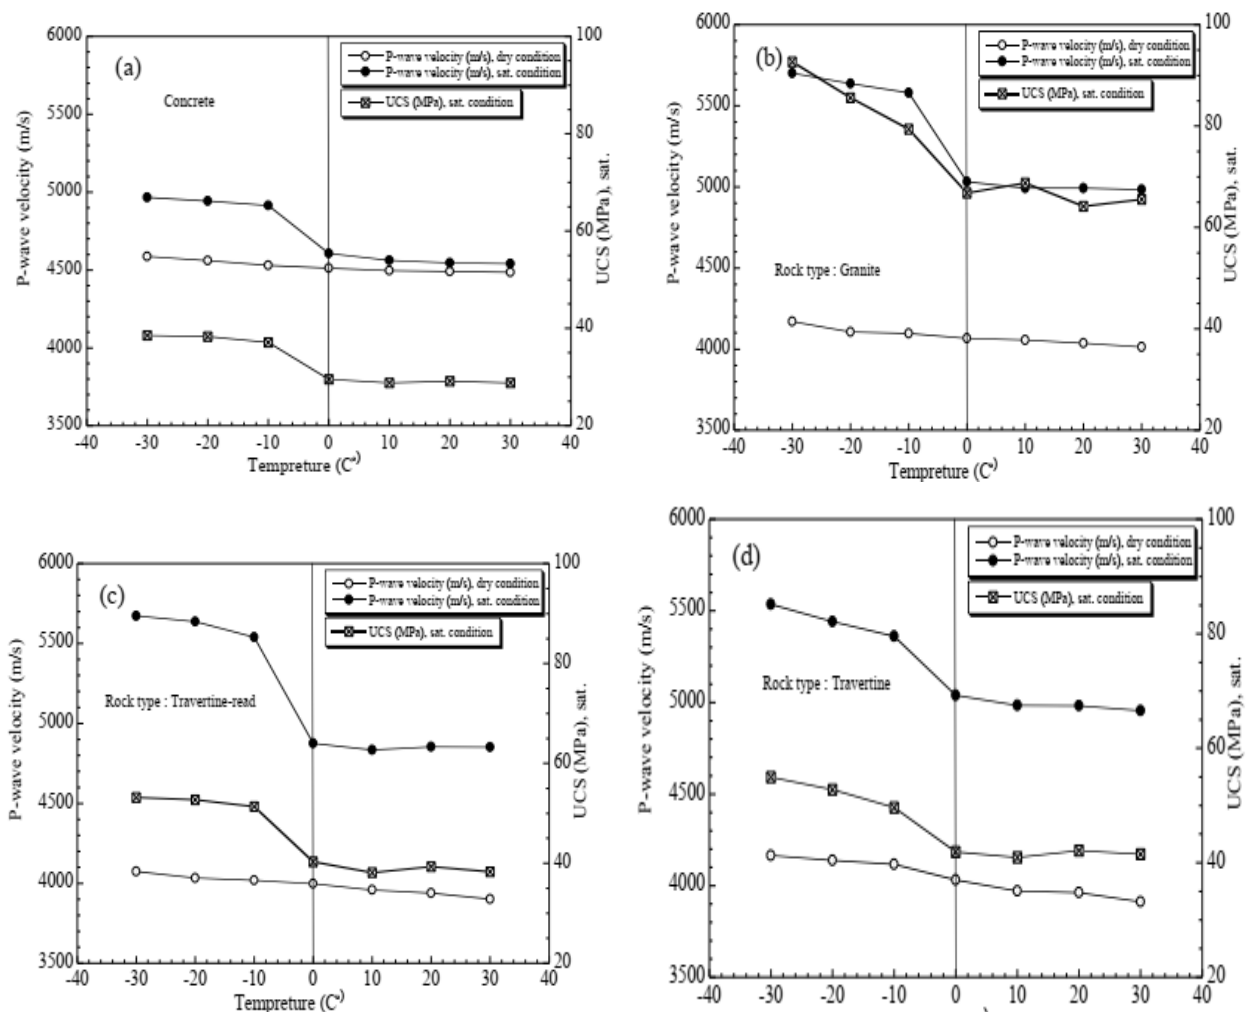 (a)
Concrete
P-wave velocity (m/s), dry condition
P-wave velocity (m/s), sat. condition
UCS (MPa), sat. condition
P-wave velocity (m/s)
6000
5500
5000
4500
4000
3500
UCS (MPa), sat.
100
80
60
40
20
-40 -30 -20 -10 0 10 20 30 40
Tempreture (C°)
(b)
P-wave velocity (m/s), dry condition
P-wave velocity (m/s), sat. condition
UCS (MPa), sat. condition
Rock type : Granite
P-wave velocity (m/s)
6000
5500
5000
4500
4000
3500
UCS (MPa), sat.
100
80
60
40
20
-40 -30 -20 -10 0 10 20 30 40
Tempreture (C°)
(c)
P-wave velocity (m/s), dry condition
P-wave velocity (m/s), sat. condition
UCS (MPa), sat. condition
Rock type : Travertine-read
P-wave velocity (m/s)
6000
5500
5000
4500
4000
3500
UCS (MPa), sat.
100
80
60
40
20
-40 -30 -20 -10 0 10 20 30 40
Tempreture (C°)
(d)
P-wave velocity (m/s), dry condition
P-wave velocity (m/s), sat. condition
UCS (MPa), sat. condition
Rock type : Travertine
P-wave velocity (m/s)
6000
5500
5000
4500
4000
3500
UCS (MPa), sat.
100
80
60
40
20
-40 -30 -20 -10 0 10 20 30 40